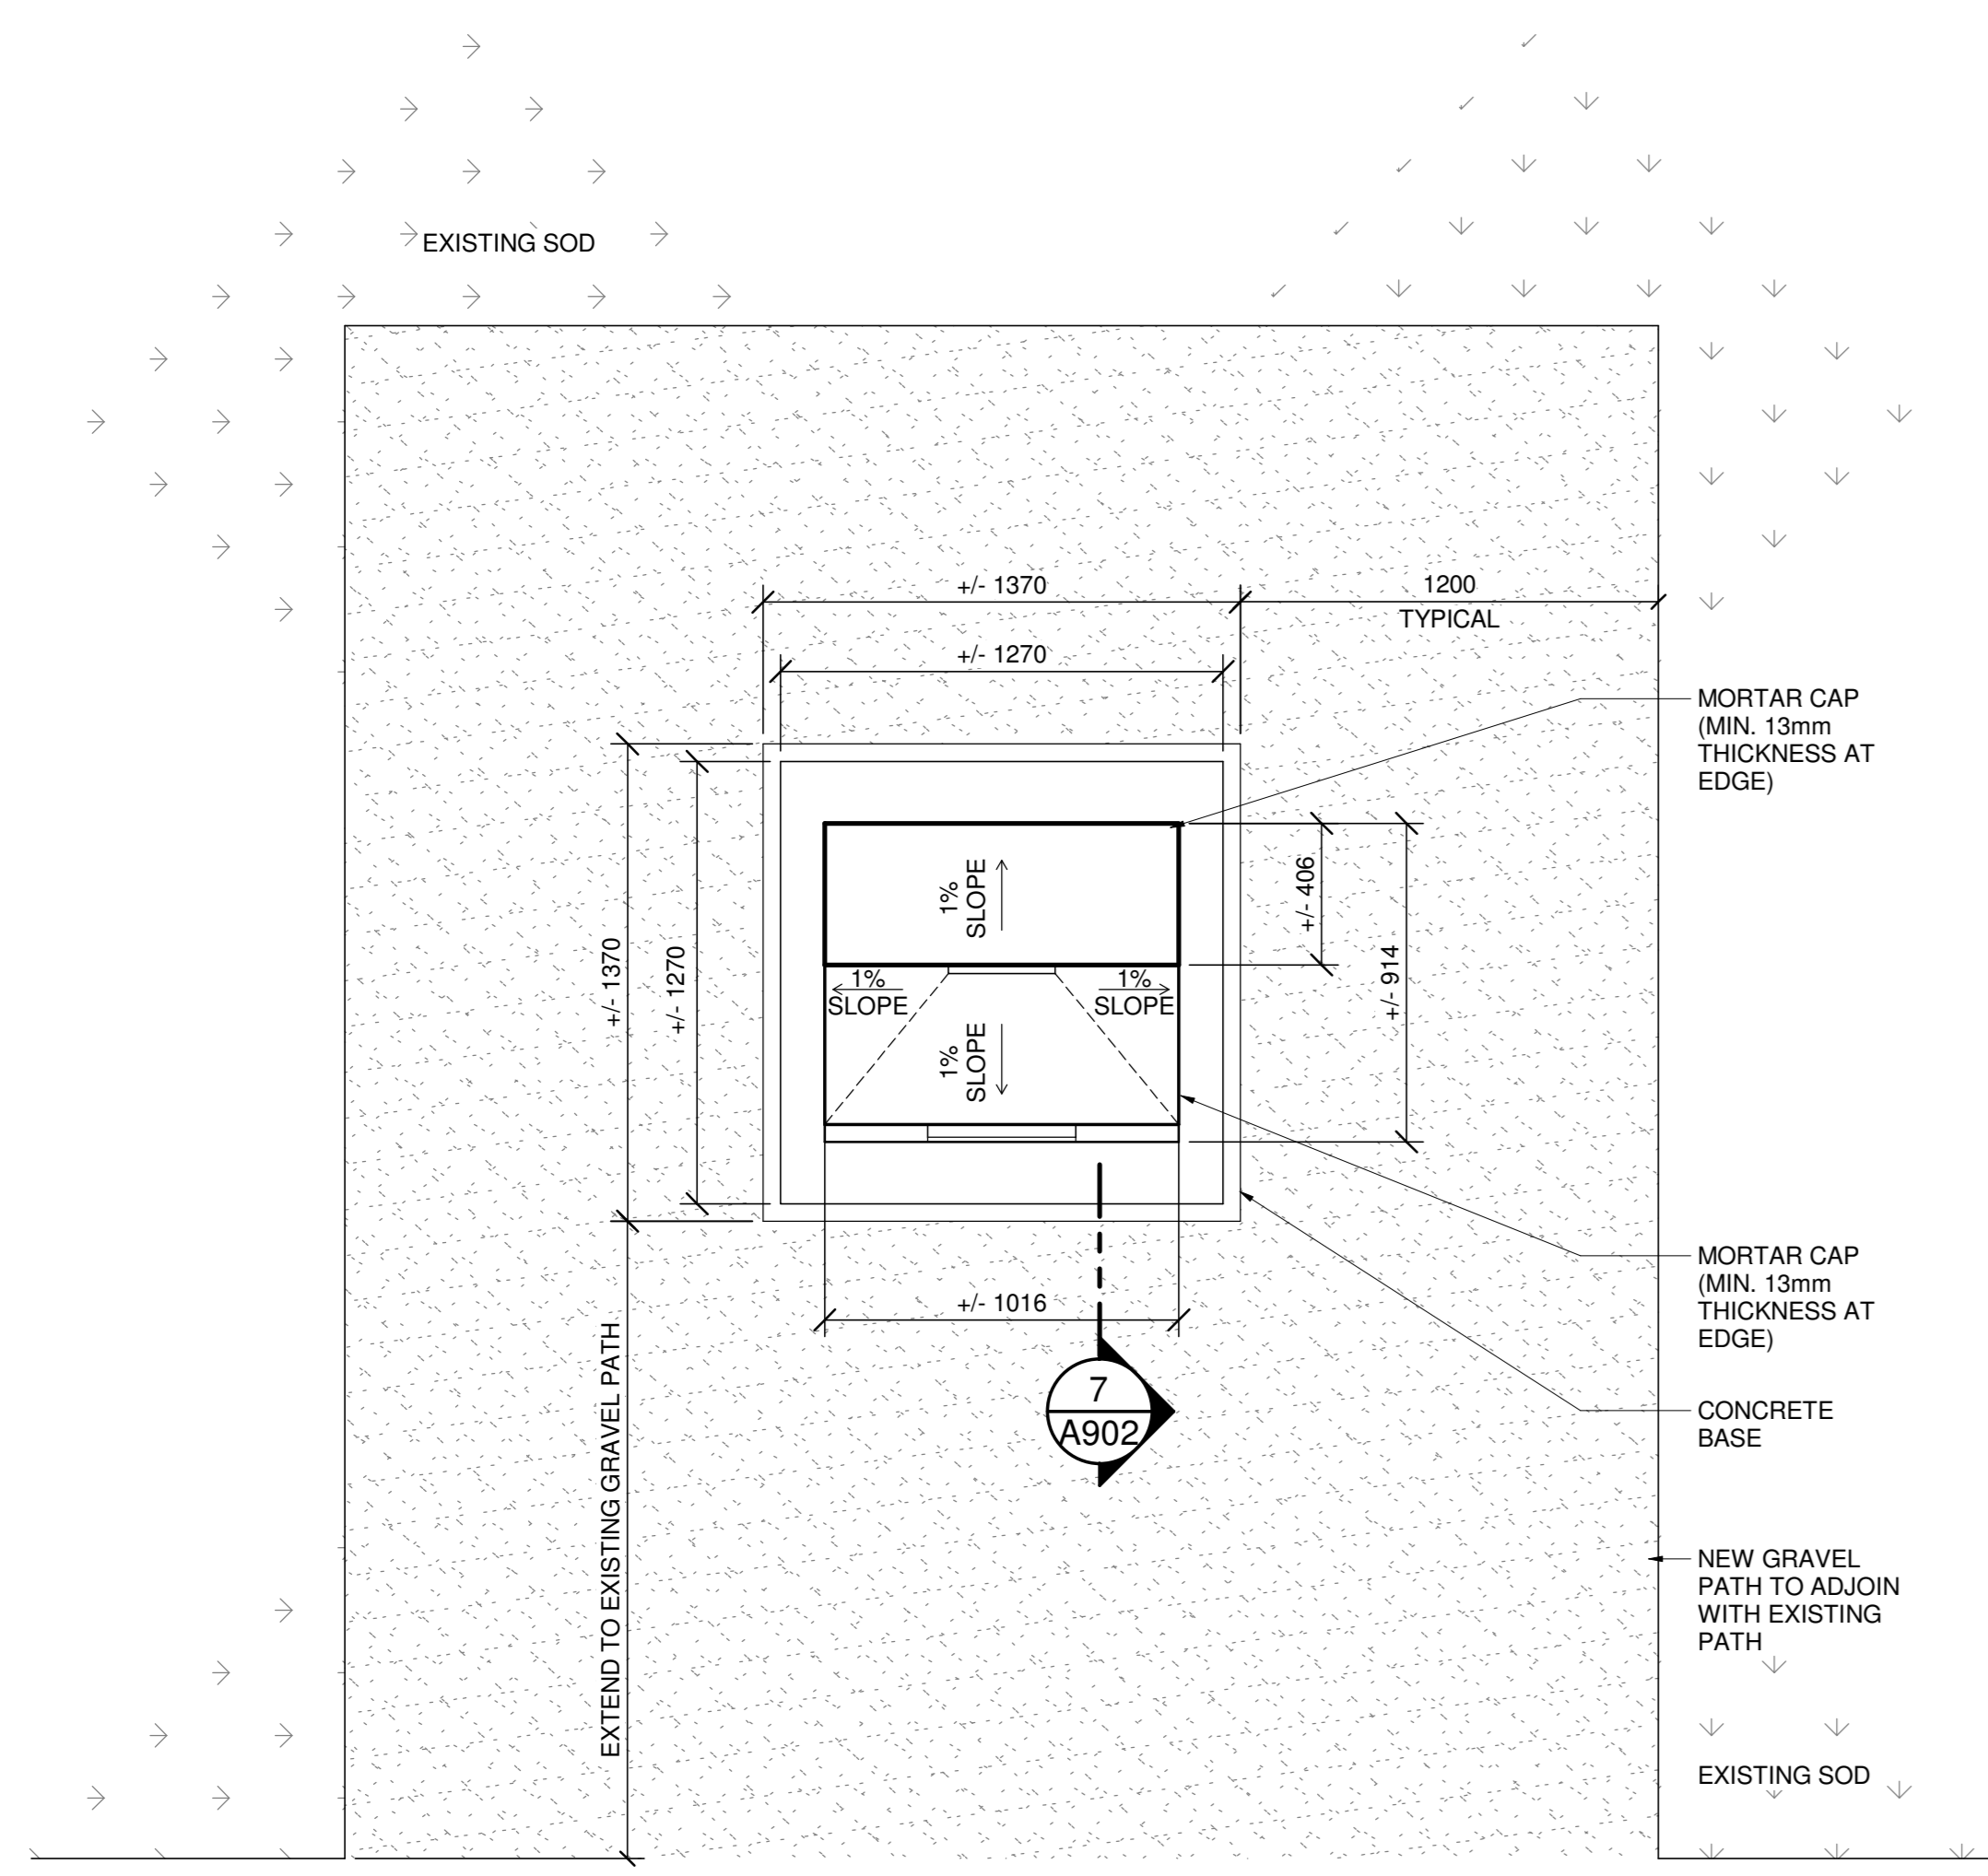 EXISTING SOD
+/- 1370
1200
TYPICAL
+/- 1270
MORTAR CAP
(MIN. 13mm
THICKNESS AT
EDGE)
1%
SLOPE
+/- 406
+/- 914
+/- 1370
+/- 1270
1%
SLOPE
1%
SLOPE
1%
SLOPE
MORTAR CAP
(MIN. 13mm
THICKNESS AT
EDGE)
+/- 1016
EXTEND TO EXISTING GRAVEL PATH
7
A902
CONCRETE
BASE
NEW GRAVEL
PATH TO ADJOIN
WITH EXISTING
PATH
EXISTING SOD